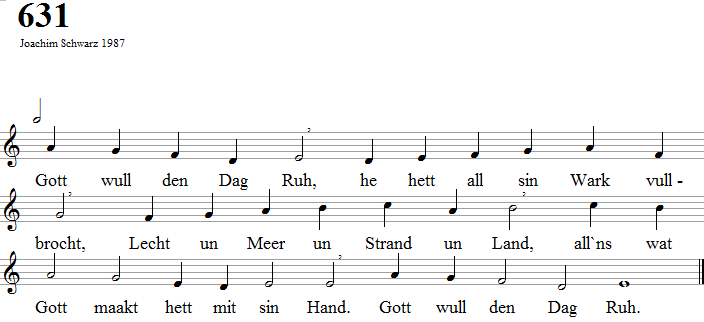 631
Joachim Schwarz 1987
Gott wull den Dag Ruh, he hett all sin Wark vull -
brocht, Lecht un Meer un Strand un Land, all`ns wat
Gott maakt hett mit sin Hand. Gott wull den Dag Ruh.